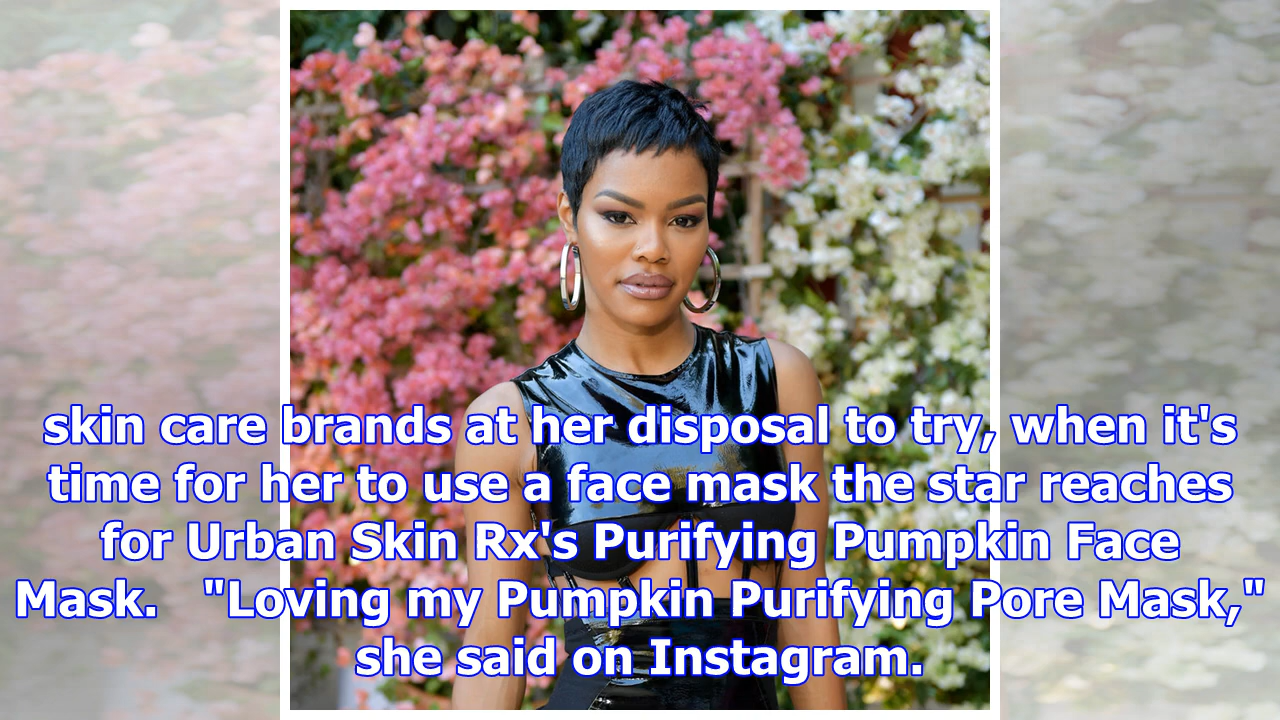 skin care brands at her disposal to try, when it's
time for her to use a face mask the star reaches
for Urban Skin Rx's Purifying Pumpkin Face
Mask.   "Loving my Pumpkin Purifying Pore Mask,"
she said on Instagram.